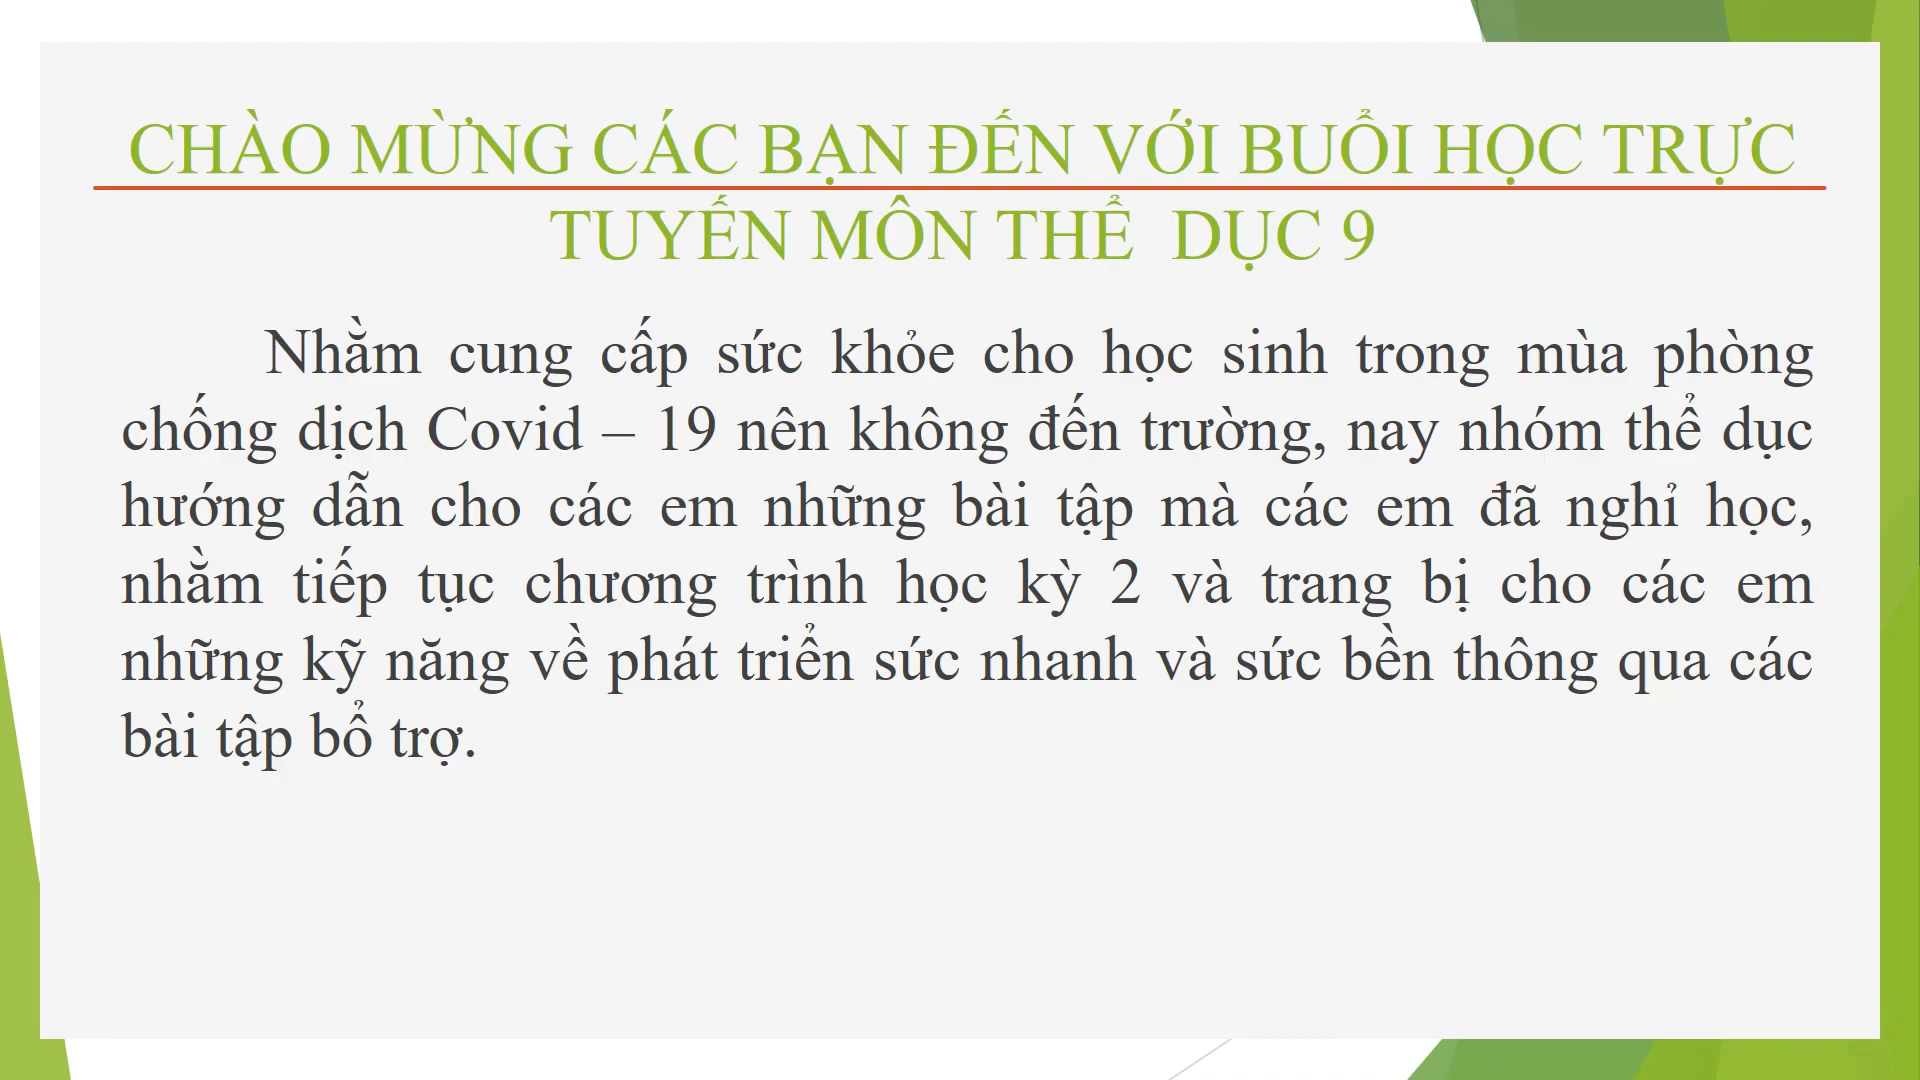 CHÀO MỪNG CÁC BẠN ĐẾN VỚI BUỔI HỌC TRỰC
TUYẾN MÔN THỂ  DỤC 9
Nhằm cung cấp sức khỏe cho học sinh trong mùa phòng
chống dịch Covid – 19 nên không đến trường, nay nhóm thể dục
hướng dẫn cho các em những bài tập mà các em đã nghỉ học,
nhằm tiếp tục chương trình học kỳ 2 và trang bị cho các em
những kỹ năng về phát triển sức nhanh và sức bền thông qua các
bài tập bổ trợ.